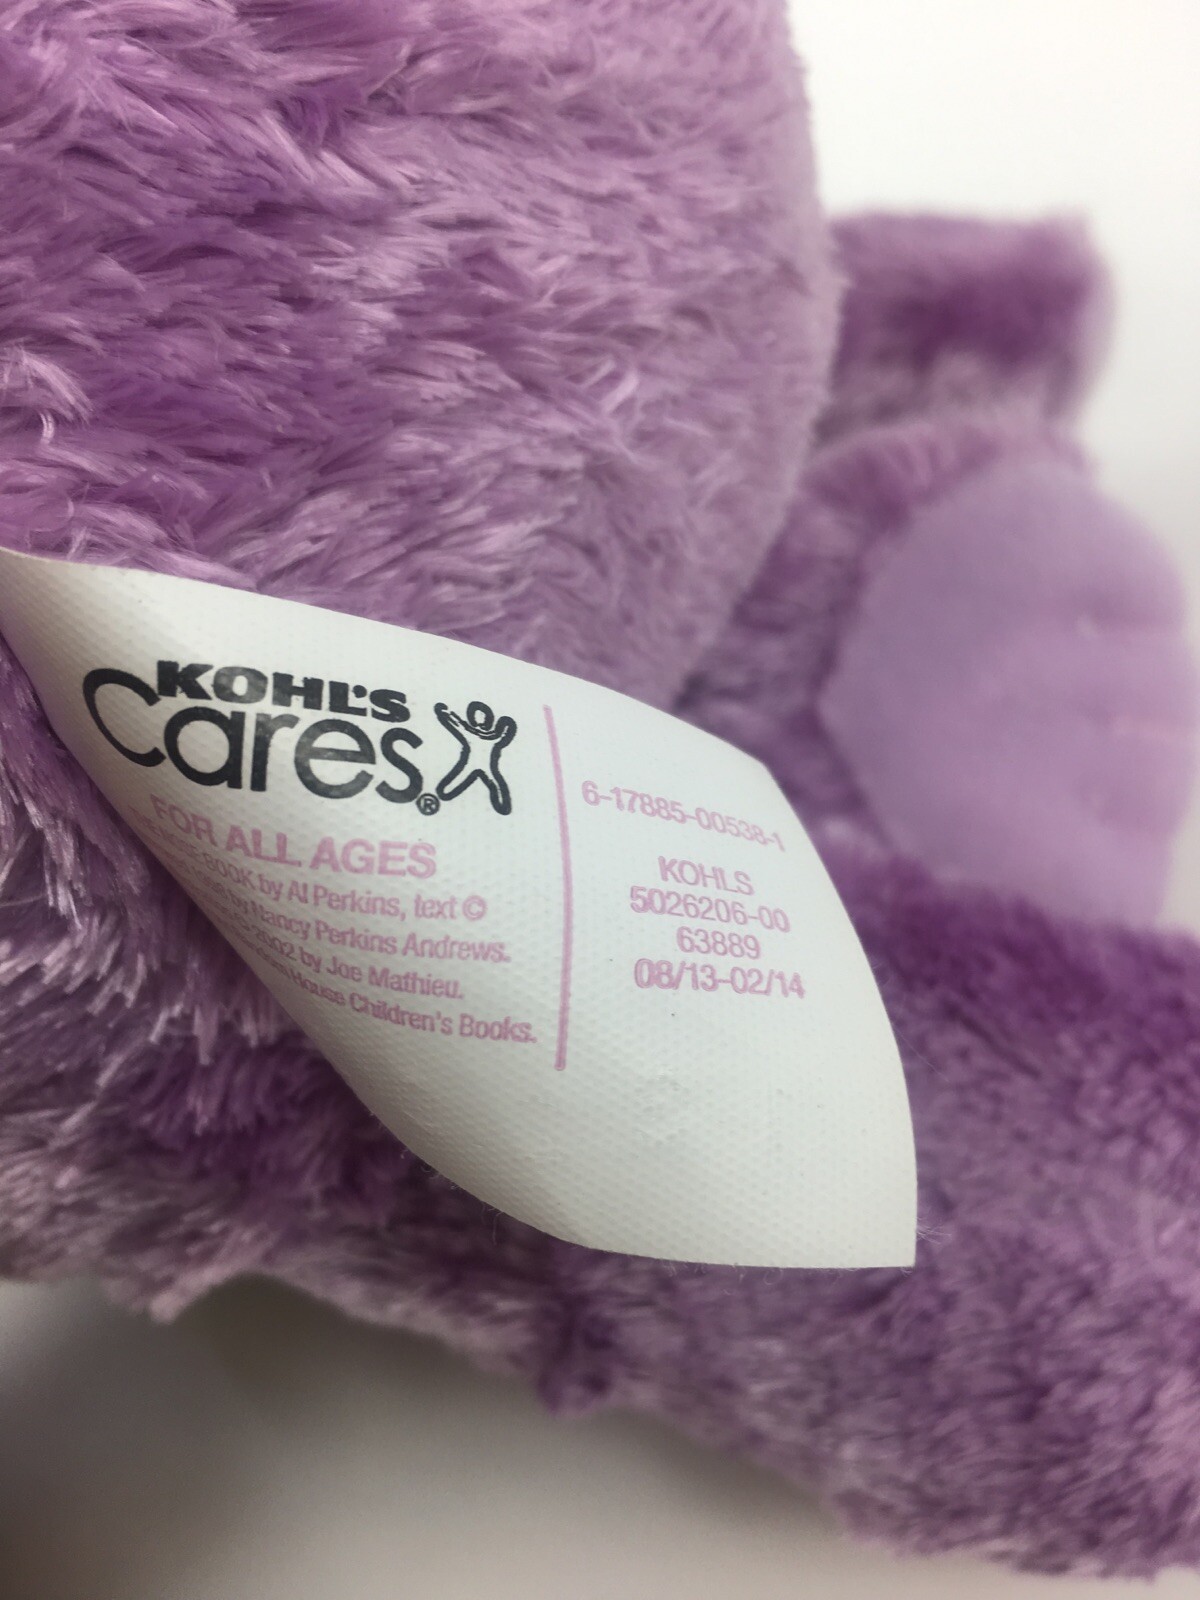 KOHL'S
Cares®
FOR ALL AGES
NOSE BOOK by Al Perkins, text ©
by Nancy Perkins Andrews.
2002 by Joe Mathieu.
House Children's Books.
6-17885-00538-1
KOHLS
5026206-00
63889
08/13-02/14